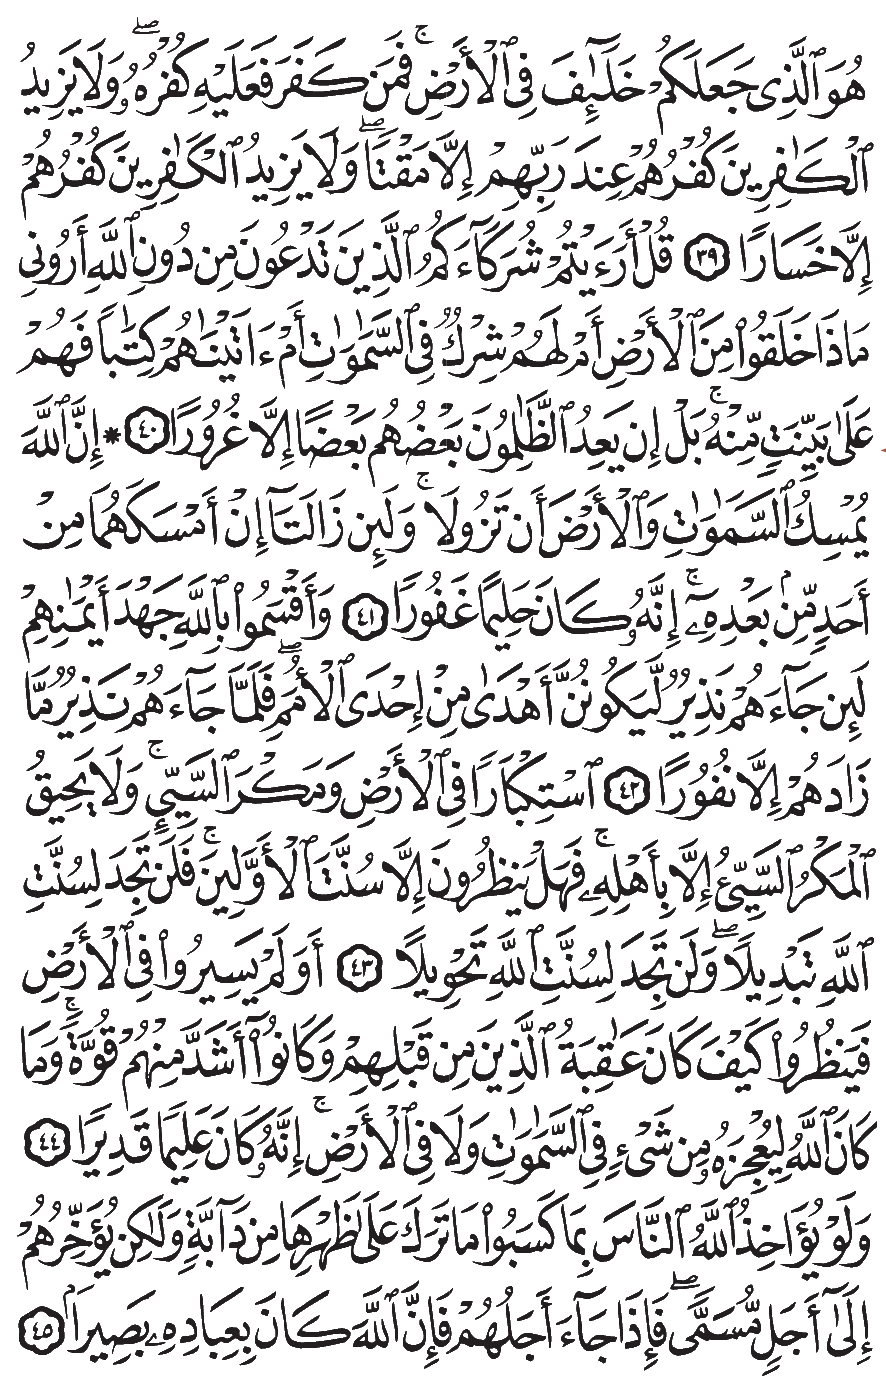 هُوَ ٱلَّذِى جَعَلَكُمْ خَلَـٰٓئِفَ فِى ٱلْأَرْضِ ۚ فَمَن كَفَرَ فَعَلَيْهِ كُفْرُهُۥ ۖ وَلَا يَزِيدُ
ٱلْكَـٰفِرِينَ كُفْرُهُمْ عِندَ رَبِّهِمْ إِلَّا مَقْتًا ۖ وَلَا يَزِيدُ ٱلْكَـٰفِرِينَ كُفْرُهُمْ
إِلَّا خَسَارًا ٣٩ قُلْ أَرَءَيْتُمْ شُرَكَآءَكُمُ ٱلَّذِينَ تَدْعُونَ مِن دُونِ ٱللَّهِ أَرُونِى
مَاذَا خَلَقُوا۟ مِنَ ٱلْأَرْضِ أَمْ لَهُمْ شِرْكٌ فِى ٱلسَّمَـٰوَٰتِ أَمْ ءَاتَيْنَـٰهُمْ كِتَـٰبًا فَهُمْ
عَلَىٰ بَيِّنَتٍ مِّنْهُ ۚ بَلْ إِن يَعِدُ ٱلظَّـٰلِمُونَ بَعْضُهُم بَعْضًا إِلَّا غُرُورًا ٤٠ * إِنَّ ٱللَّهَ
يُمْسِكُ ٱلسَّمَـٰوَٰتِ وَٱلْأَرْضَ أَن تَزُولَا ۚ وَلَئِن زَالَتَآ إِنْ أَمْسَكَهُمَا مِنْ
أَحَدٍ مِّنۢ بَعْدِهِۦٓ ۚ إِنَّهُۥ كَانَ حَلِيمًا غَفُورًا ٤١ وَأَقْسَمُوا۟ بِٱللَّهِ جَهْدَ أَيْمَـٰنِهِمْ
لَئِن جَآءَهُمْ نَذِيرٌ لَّيَكُونُنَّ أَهْدَىٰ مِنْ إِحْدَى ٱلْأُمَمِ ۖ فَلَمَّا جَآءَهُمْ نَذِيرٌ مَّا
زَادَهُمْ إِلَّا نُفُورًا ٤٢ ٱسْتِكْبَارًا فِى ٱلْأَرْضِ وَمَكْرَ ٱلسَّيِّئِ ۚ وَلَا يَحِيقُ
ٱلْمَكْرُ ٱلسَّيِّئُ إِلَّا بِأَهْلِهِۦ ۚ فَهَلْ يَنظُرُونَ إِلَّا سُنَّتَ ٱلْأَوَّلِينَ ۚ فَلَن تَجِدَ لِسُنَّتِ
ٱللَّهِ تَبْدِيلًا ۖ وَلَن تَجِدَ لِسُنَّتِ ٱللَّهِ تَحْوِيلًا ٤٣ أَوَلَمْ يَسِيرُوا۟ فِى ٱلْأَرْضِ
فَيَنظُرُوا۟ كَيْفَ كَانَ عَـٰقِبَةُ ٱلَّذِينَ مِن قَبْلِهِمْ وَكَانُوٓا۟ أَشَدَّ مِنْهُمْ قُوَّةً ۚ وَمَا
كَانَ ٱللَّهُ لِيُعْجِزَهُۥ مِن شَىْءٍ فِى ٱلسَّمَـٰوَٰتِ وَلَا فِى ٱلْأَرْضِ ۚ إِنَّهُۥ كَانَ عَلِيمًا قَدِيرًا ٤٤
وَلَوْ يُؤَاخِذُ ٱللَّهُ ٱلنَّاسَ بِمَا كَسَبُوا۟ مَا تَرَكَ عَلَىٰ ظَهْرِهَا مِن دَآبَّةٍ وَلَـٰكِن يُؤَخِّرُهُمْ
إِلَىٰٓ أَجَلٍ مُّسَمًّى ۖ فَإِذَا جَآءَ أَجَلُهُمْ فَإِنَّ ٱللَّهَ كَانَ بِعِبَادِهِۦ بَصِيرًۢا ٤٥